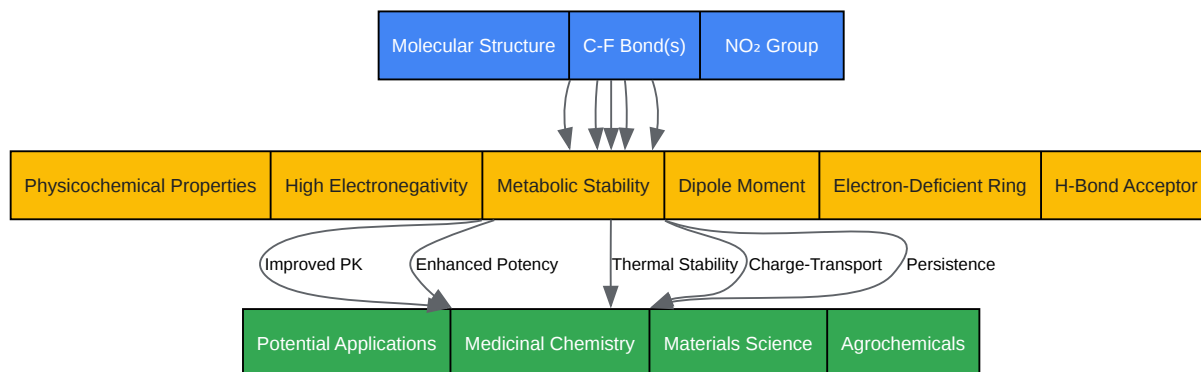 Molecular Structure
C-F Bond(s)
NO₂ Group
Physicochemical Properties
High Electronegativity
Metabolic Stability
Dipole Moment
Electron-Deficient Ring
H-Bond Acceptor
Improved PK
Enhanced Potency
Thermal Stability
Charge-Transport
Persistence
Potential Applications
Medicinal Chemistry
Materials Science
Agrochemicals